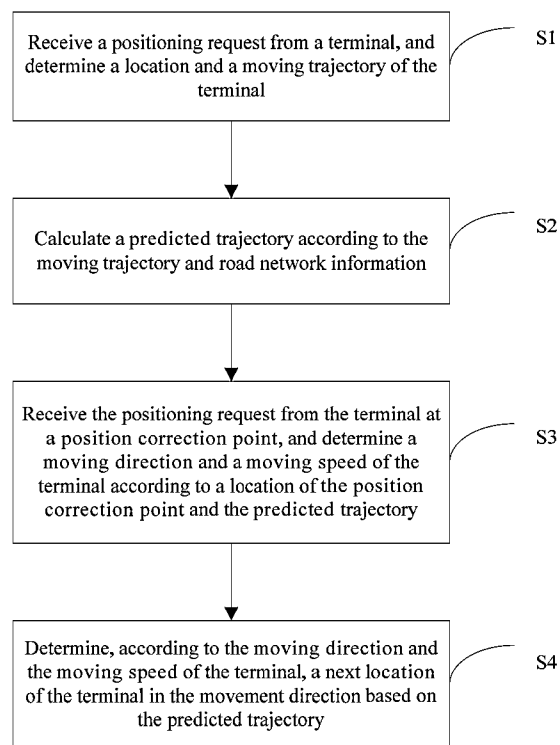 Receive a positioning request from a terminal, and
determine a location and a moving trajectory of the
terminal
S1
Calculate a predicted trajectory according to the
moving trajectory and road network information
S2
Receive the positioning request from the terminal at
a position correction point, and determine a
moving direction and a moving speed of the
terminal according to a location of the position
correction point and the predicted trajectory
S3
Determine, according to the moving direction and
the moving speed of the terminal, a next location
of the terminal in the movement direction based on
the predicted trajectory
S4